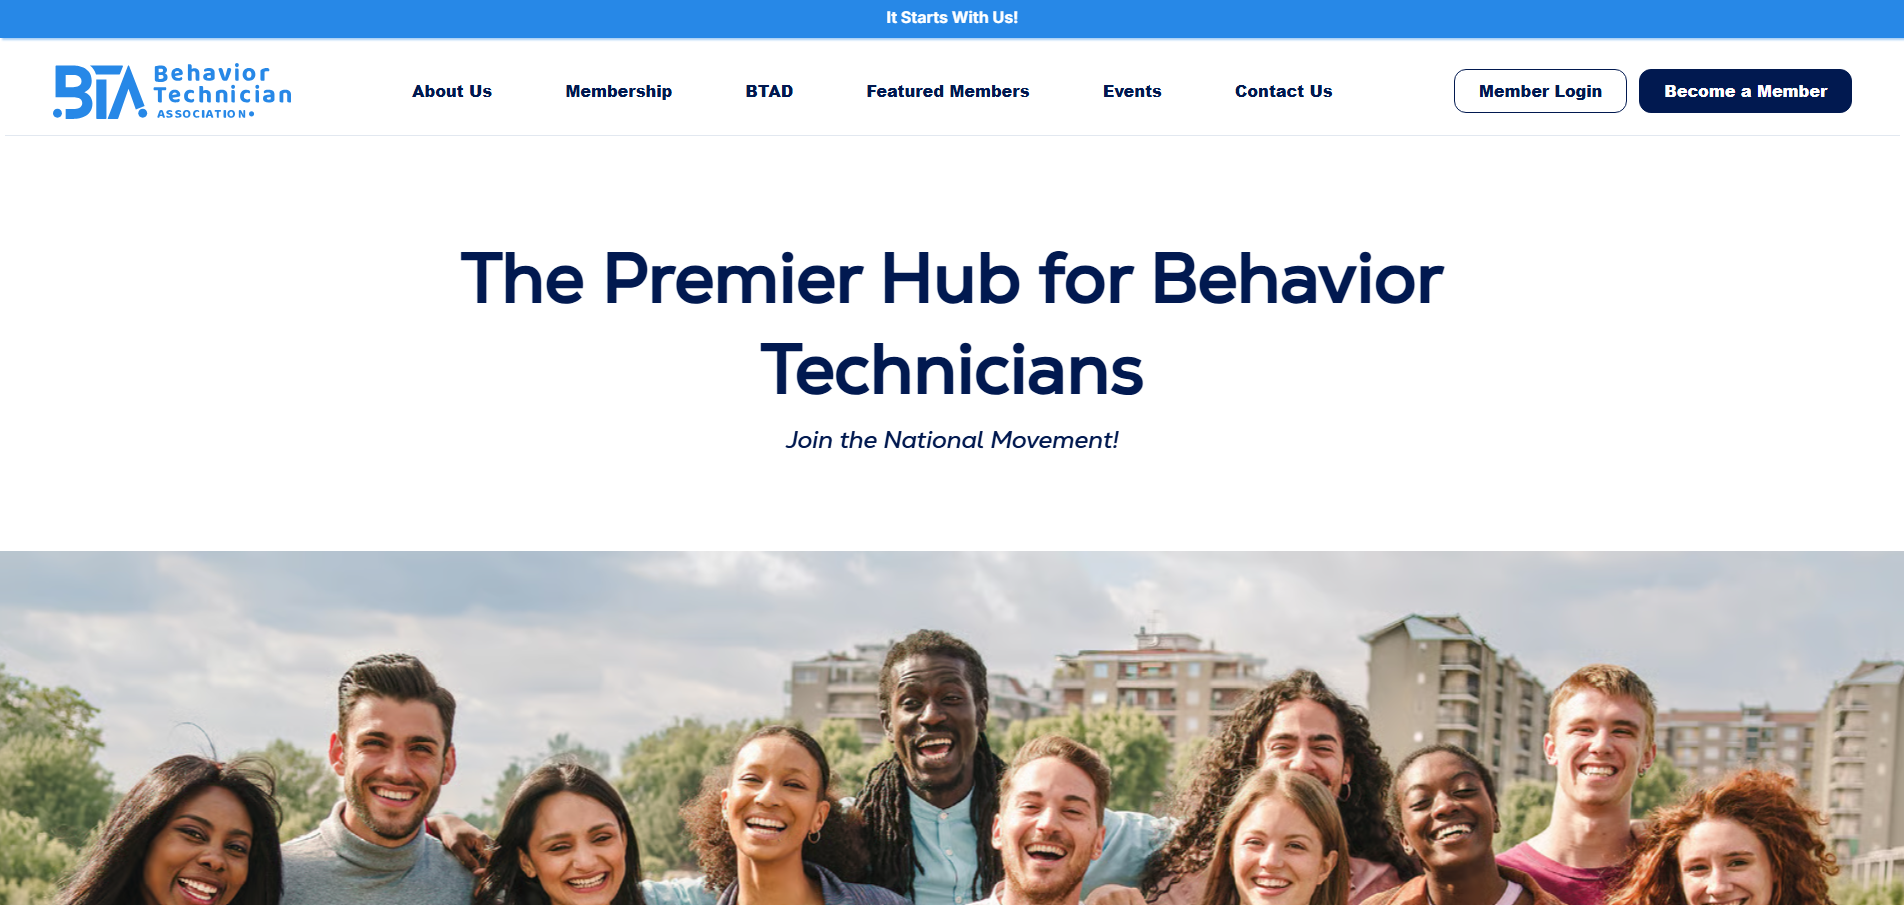 It Starts With Us!
BTA Behavior
Technician
ASSOCIATION
About Us
Membership
BTAD
Featured Members
Events
Contact Us
Member Login
Become a Member
The Premier Hub for Behavior
Technicians
Join the National Movement!